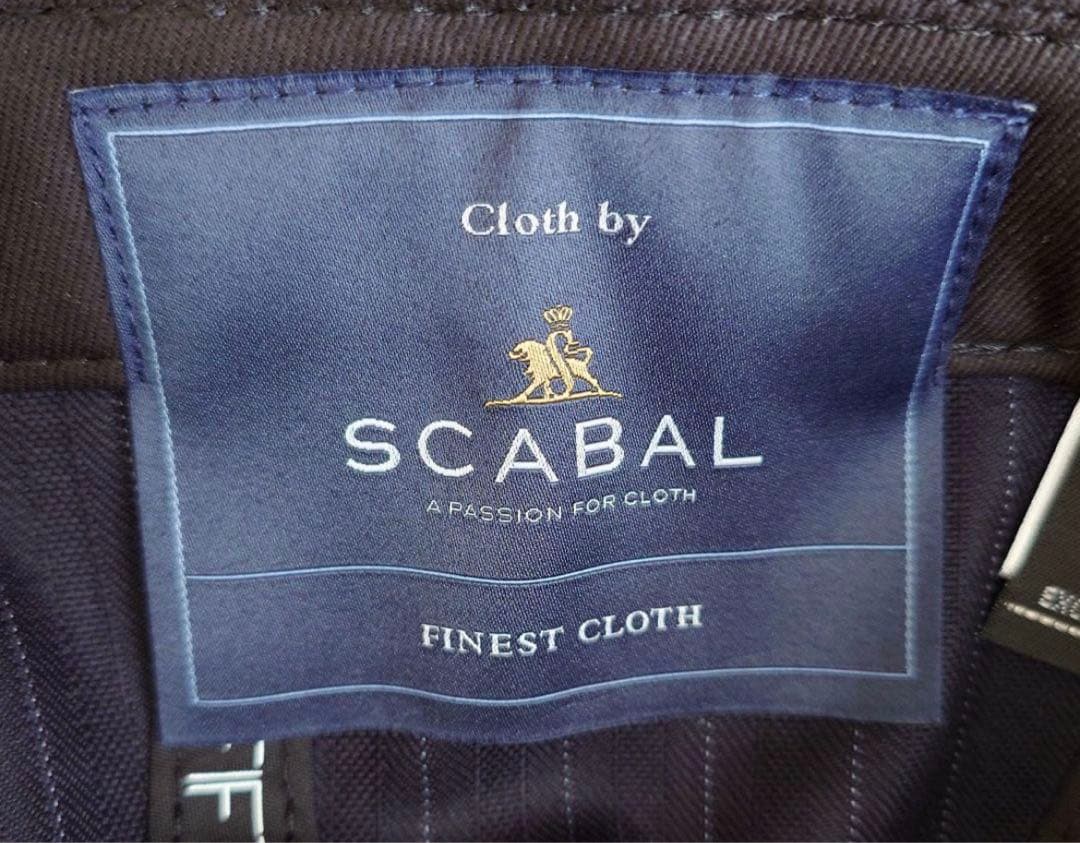 Cloth by
SCABAL
A PASSION FOR CLOTH
FINEST CLOTH